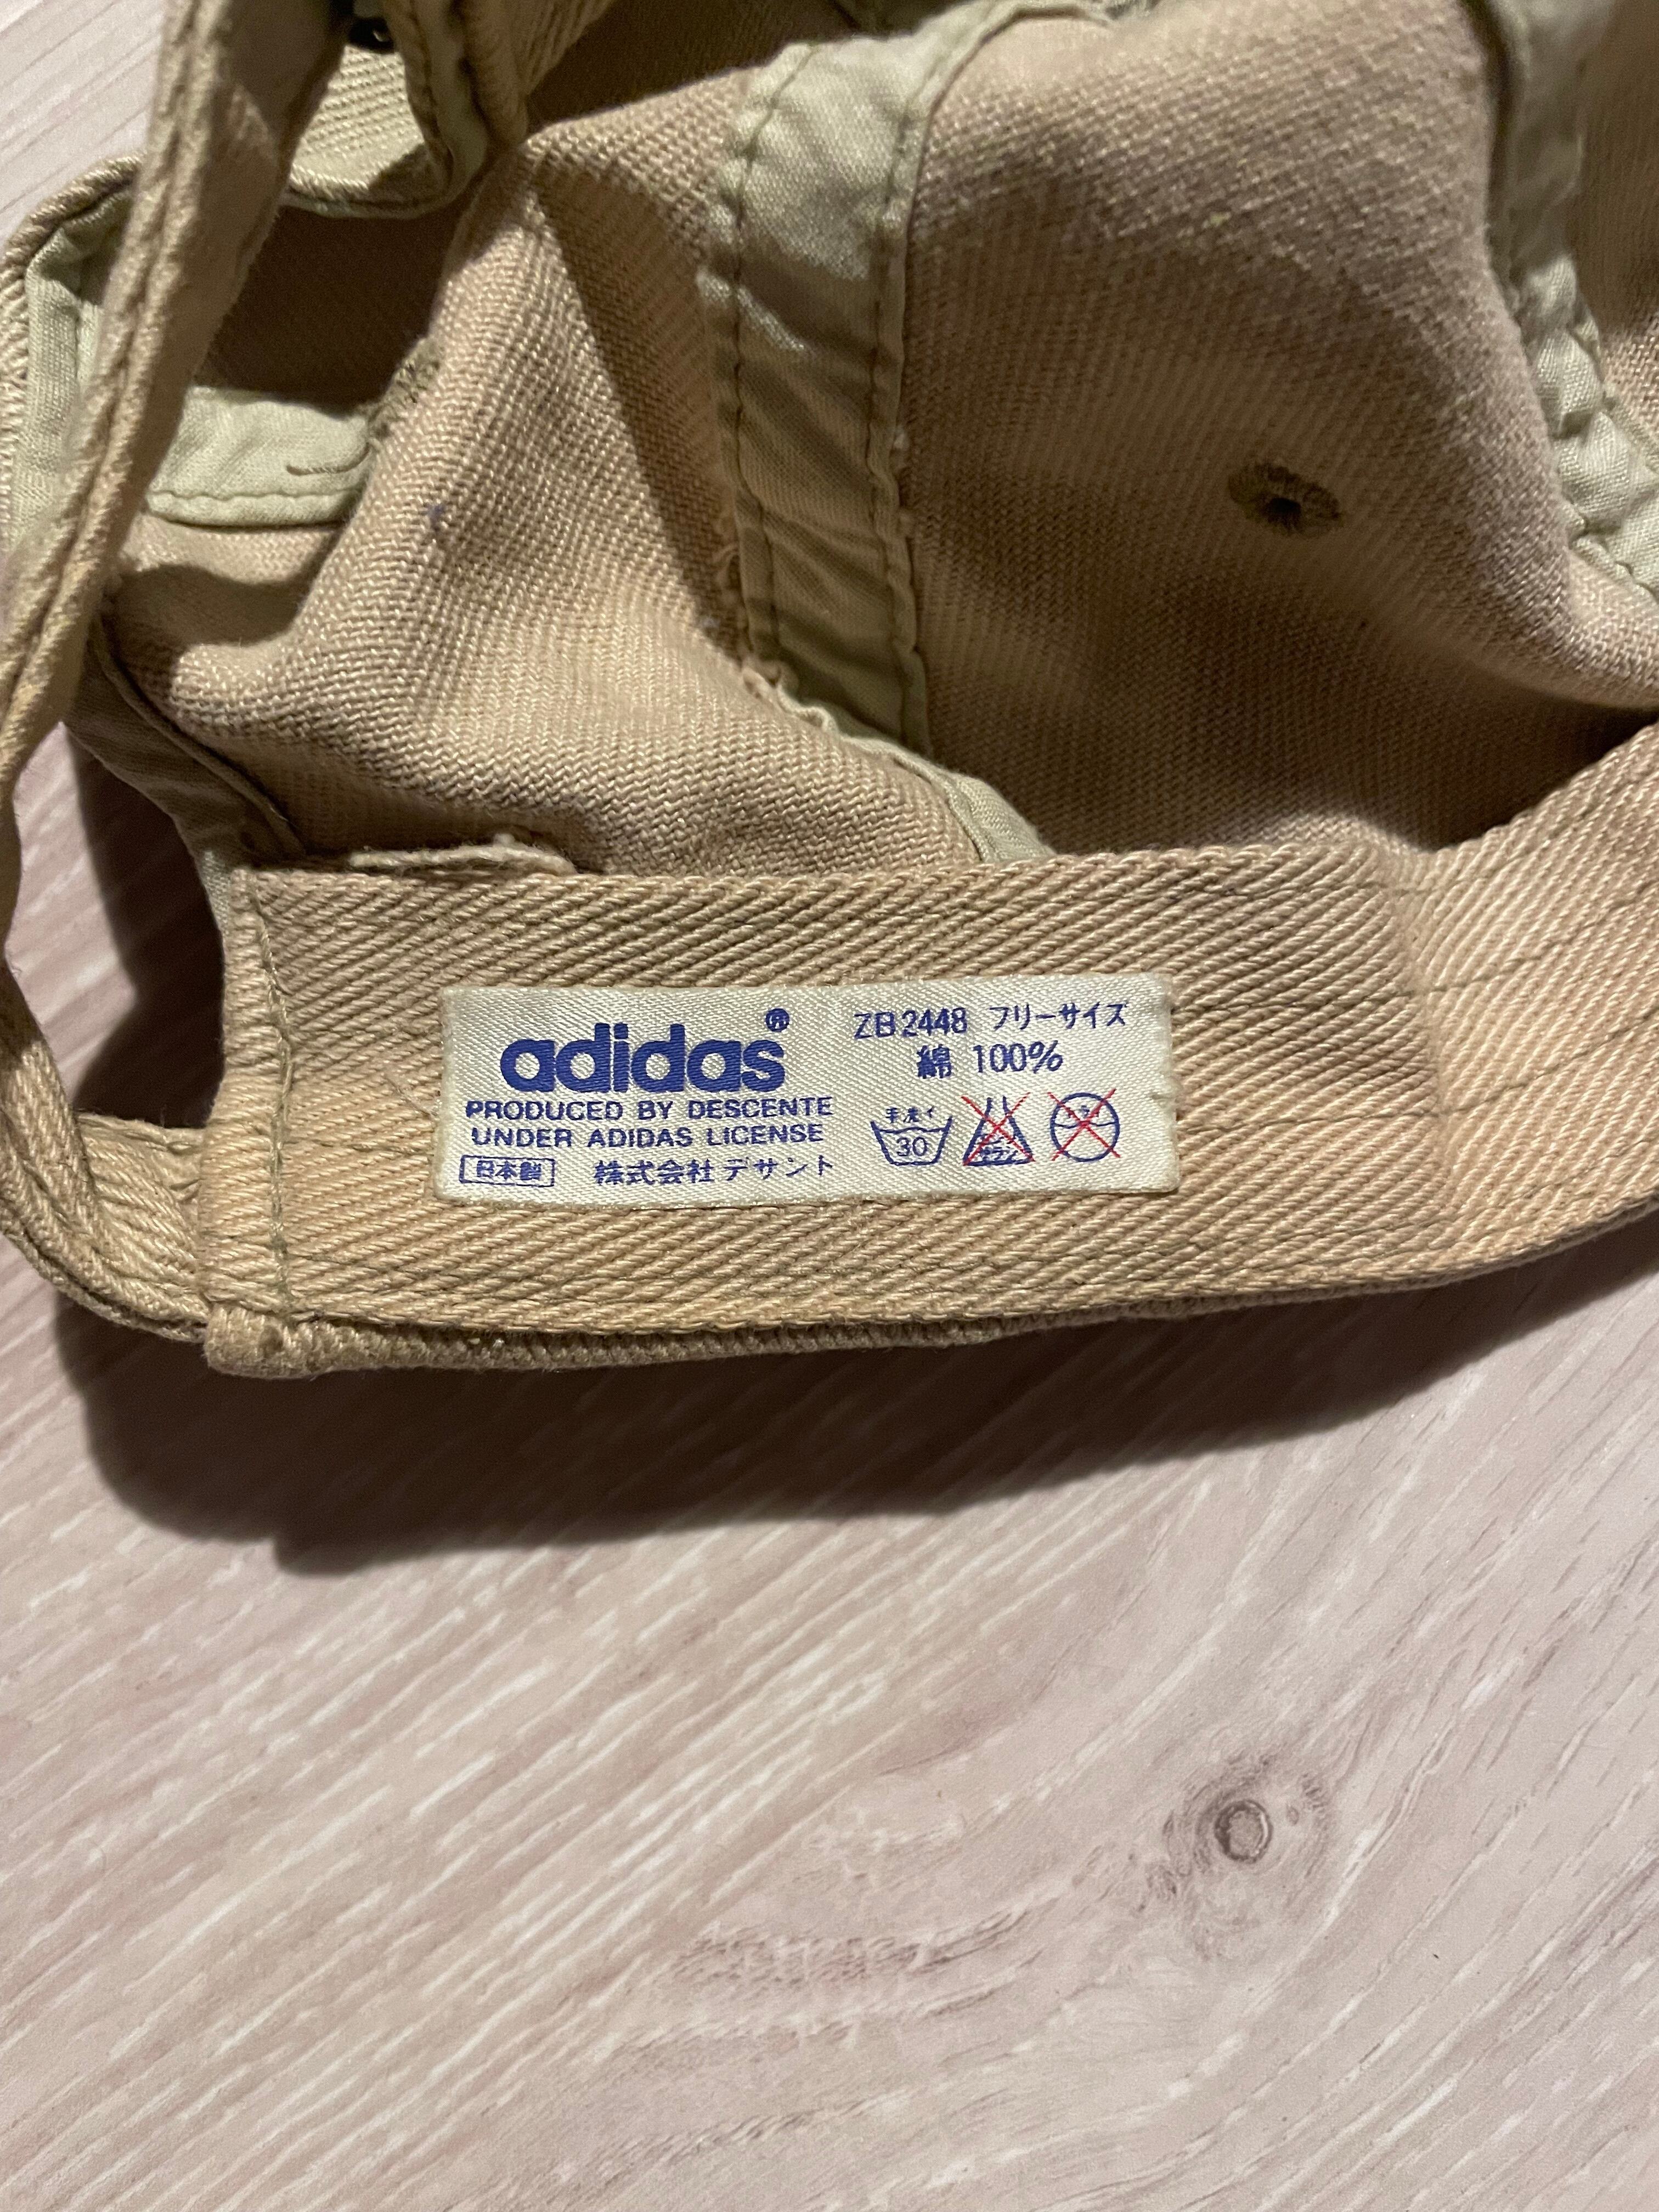 adidas®
PRODUCED BY DESCENTE
UNDER ADIDAS LICENSE
日本製 株式会社デサント
ZB2448 フリーサイズ
綿 100%
手洗イ
30